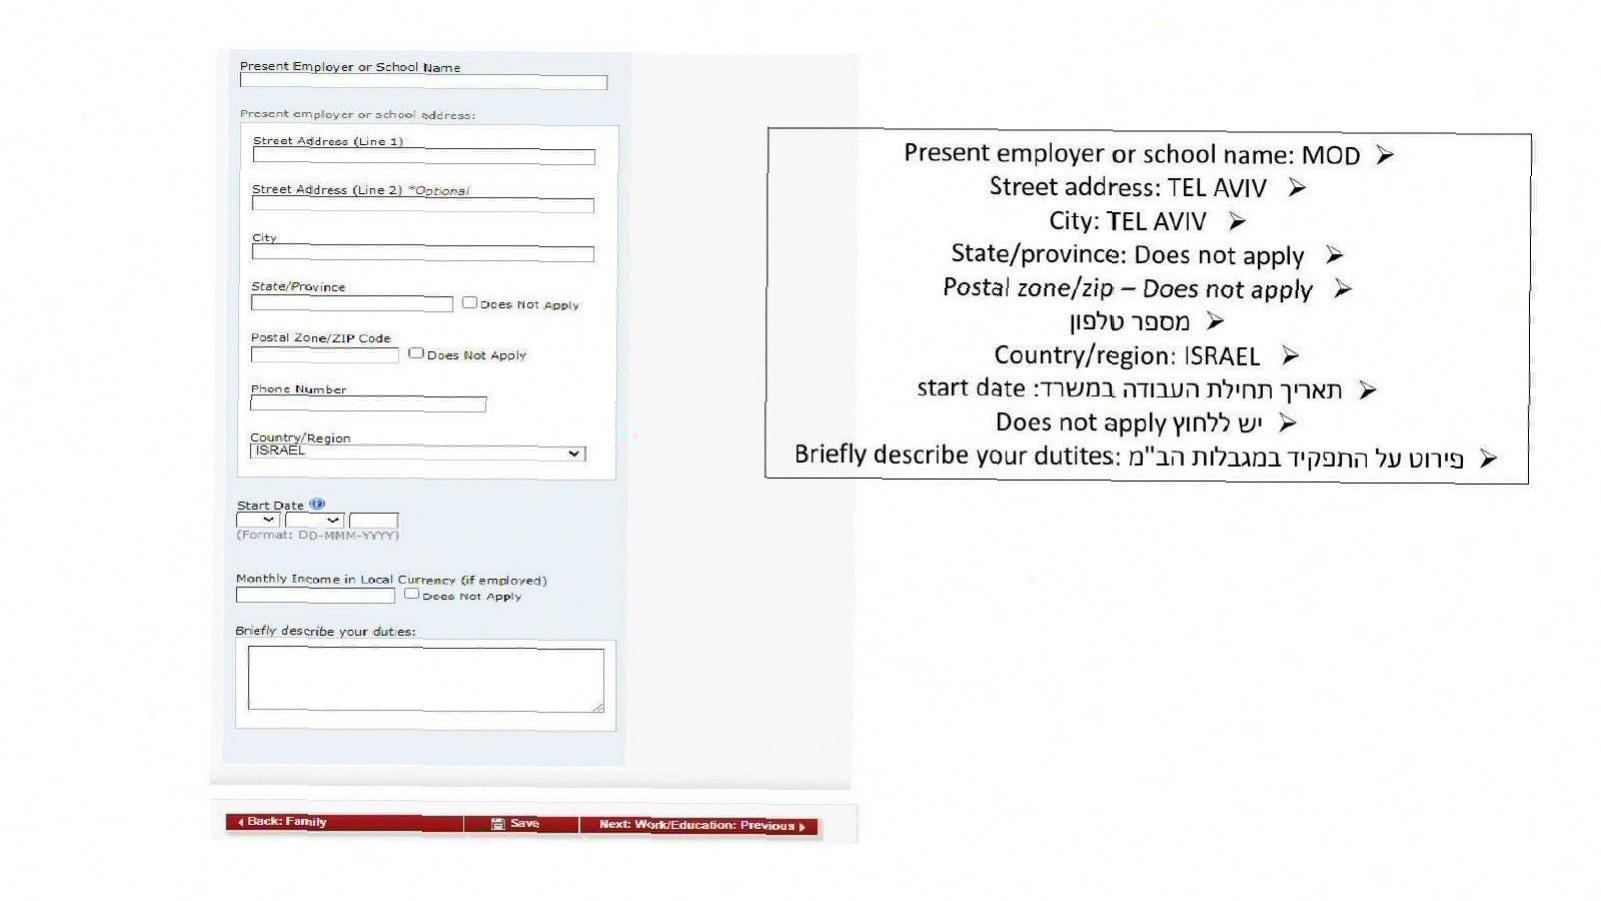 Present Employer or School Name
Present employer or school address:
Street Address (Line 1)
Street Address (Line 2) *Optional
City
State/Province
Does Not Apply
Postal Zone/ZIP Code
Does Not Apply
Phone Number
Country/Region
ISRAEL
Start Date
(Format: DD-MMM-YYYY)
Monthly Income in Local Currency (if employed)
Does Not Apply
Briefly describe your duties:
Back: Family
Save
Next: Work/Education: Previous
Present employer or school name: MOD
Street address: TEL AVIV
City: TEL AVIV
State/province: Does not apply
Postal zone/zip – Does not apply
מספר טלפון
Country/region: ISRAEL
start date :תאריך תחילת העבודה במשרד
יש ללחוץ Does not apply
Briefly describe your dutites: פירוט על התפקיד במגבלות הב"מ